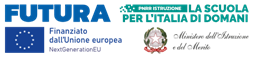 FUTURA
PNRR ISTRUZIONE
LA SCUOLA
PER L'ITALIA DI DOMANI
Finanziato
dall'Unione europea
NextGenerationEU
Ministero dell'Istruzione
e del Merito